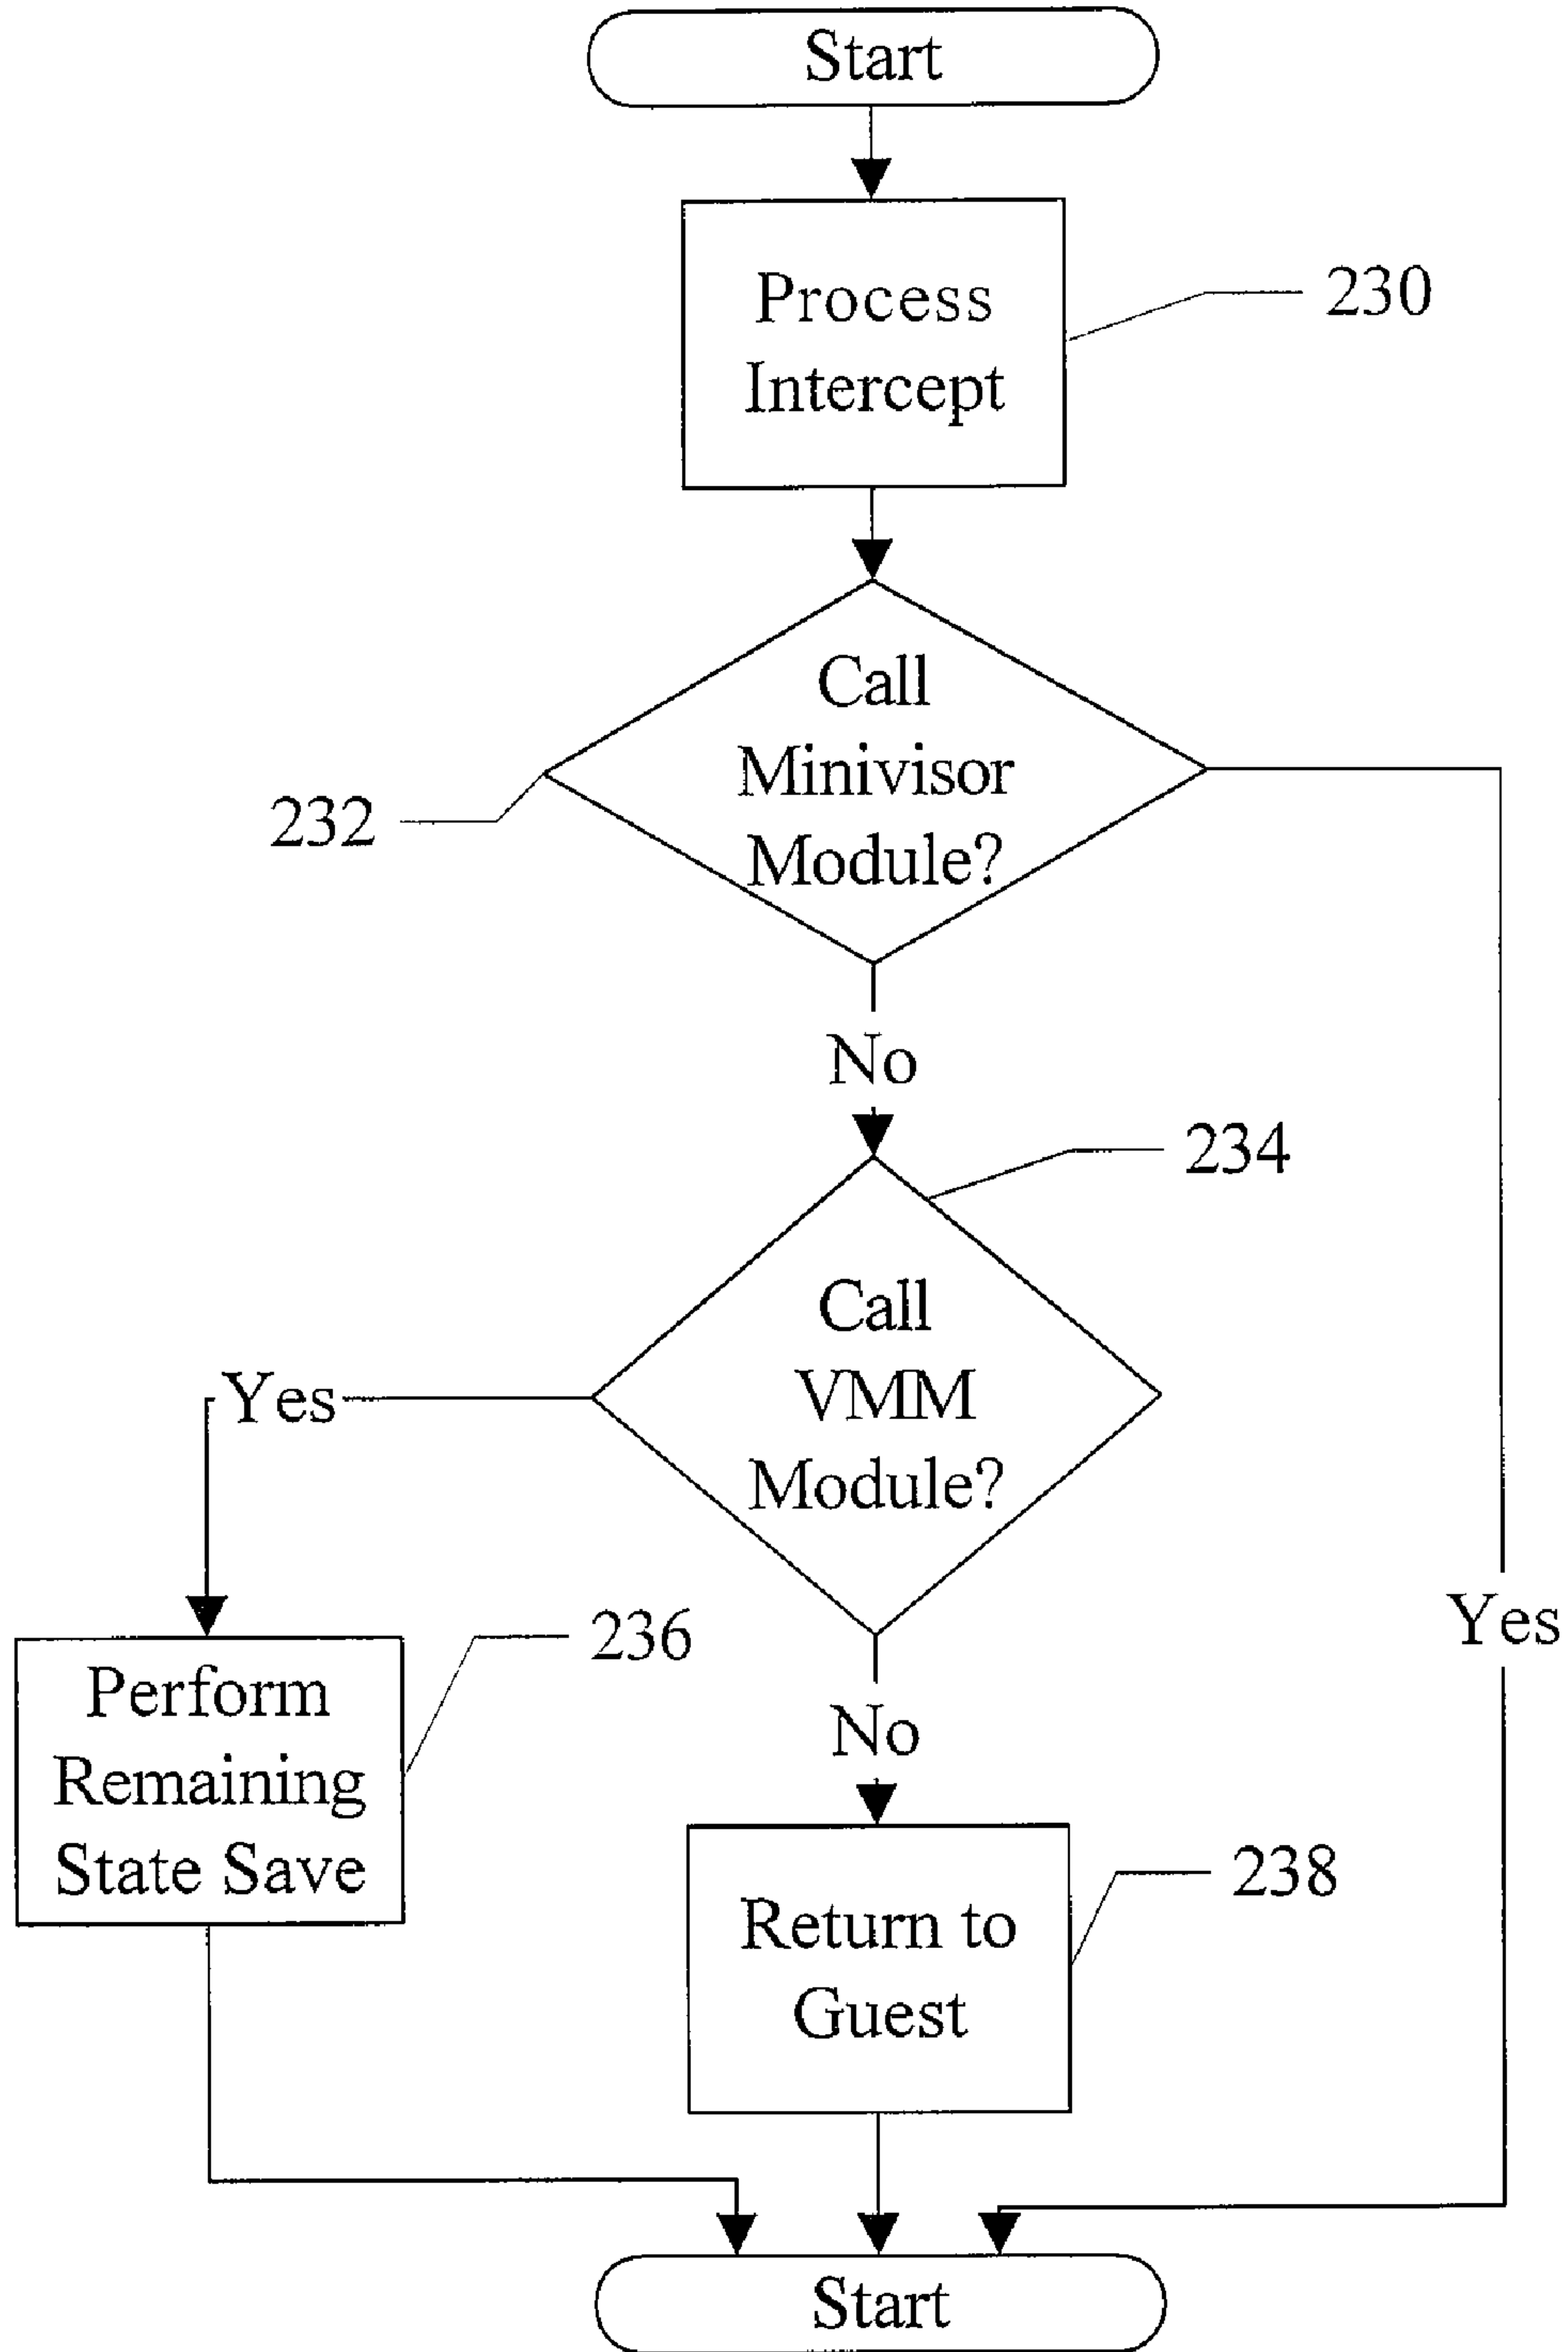 Start
Process
Intercept
230
Call
Minivisor
Module?
232
No
234
Call
VMM
Module?
Yes
Yes
236
Perform
Remaining
State Save
No
238
Return to
Guest
Start